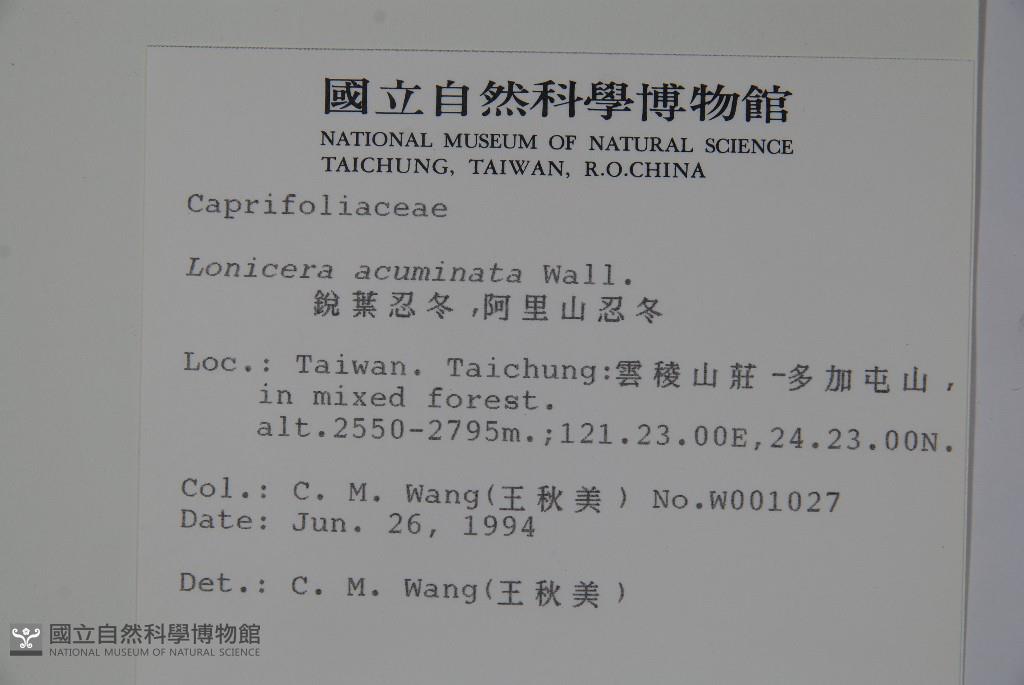 國立自然科學博物館
NATIONAL MUSEUM OF NATURAL SCIENCE
TAICHUNG, TAIWAN, R.O.CHINA
Caprifoliaceae
Lonicera acuminata Wall.
銳葉忍冬,阿里山忍冬
Loc.: Taiwan. Taichung:雲稜山莊-多加屯山,
in mixed forest.
alt.2550-2795m.;121.23.00E,24.23.00N.
Col.: C. M. Wang(王秋美) No.W001027
Date: Jun. 26, 1994
Det.: C. M. Wang(王秋美)
國立自然科學博物館
NATIONAL MUSEUM OF NATURAL SCIENCE